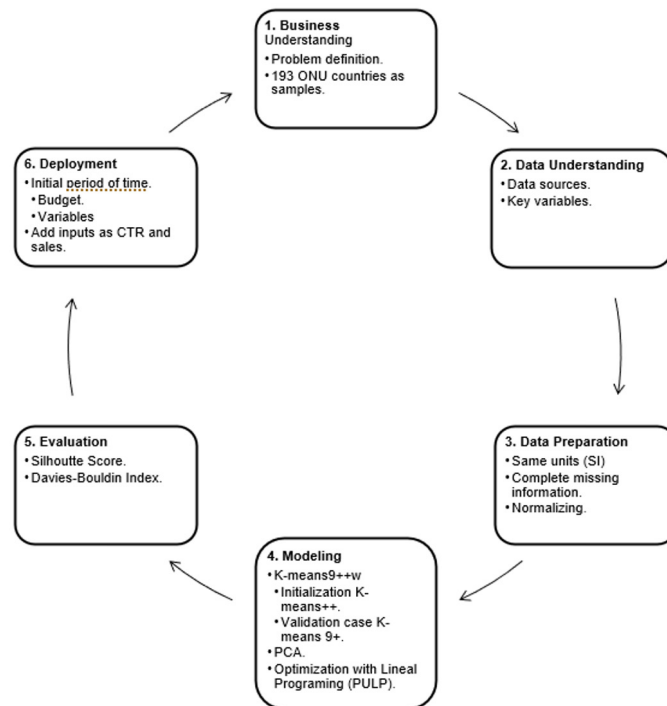 1. Business
Understanding
• Problem definition.
• 193 ONU countries as
samples.
2. Data Understanding
• Data sources.
• Key variables.
3. Data Preparation
• Same units (SI)
• Complete missing
information.
• Normalizing.
4. Modeling
• K-means9++w
• Initialization K-
means++.
• Validation case K-
means 9+.
• PCA.
• Optimization with Lineal
Programing (PULP).
5. Evaluation
• Silhoutte Score.
• Davies-Bouldin Index.
6. Deployment
• Initial period of time.
• Budget.
• Variables
• Add inputs as CTR and
sales.